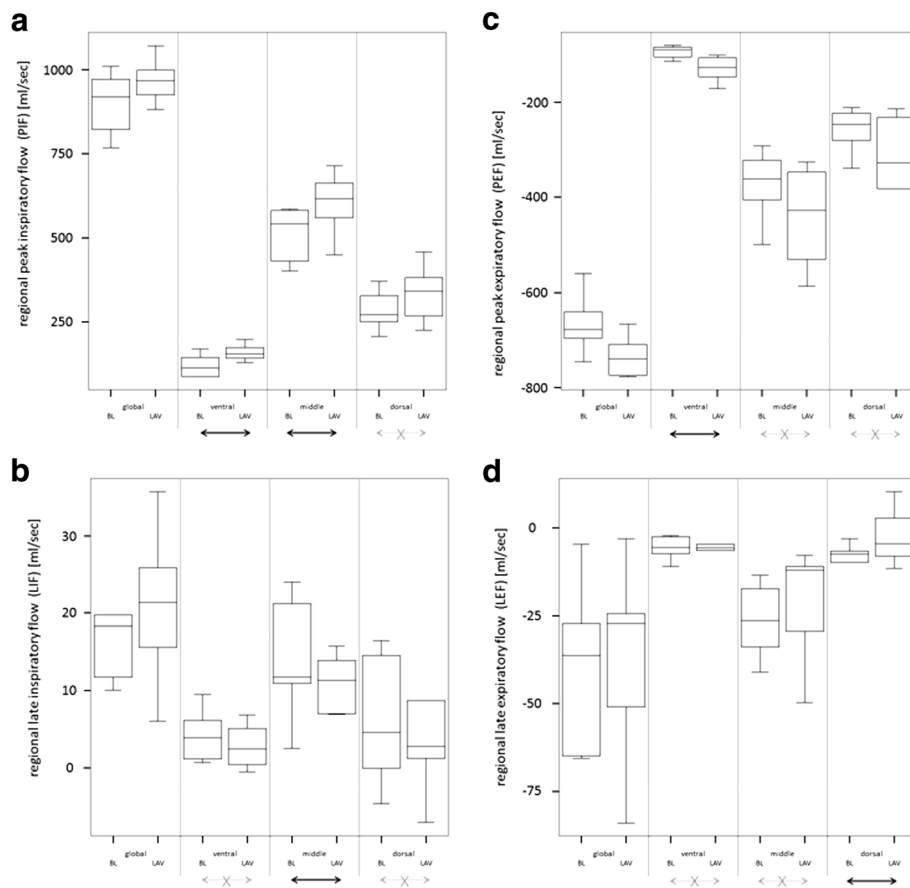 a
regional peak inspiratory flow (PIF) [ml/sec]
1000
750
500
250
global ventral middle dorsal
BL LAV BL LAV BL LAV BL LAV
X
c
regional peak expiratory flow (PEF) [ml/sec]
-200
-400
-600
-800
global ventral middle dorsal
BL LAV BL LAV BL LAV BL LAV
X X
b
regional late inspiratory flow (LIF) [ml/sec]
30
20
10
0
global ventral middle dorsal
BL LAV BL LAV BL LAV BL LAV
X X
d
regional late expiratory flow (LEF) [ml/sec]
0
-25
-50
-75
global ventral middle dorsal
BL LAV BL LAV BL LAV BL LAV
X X